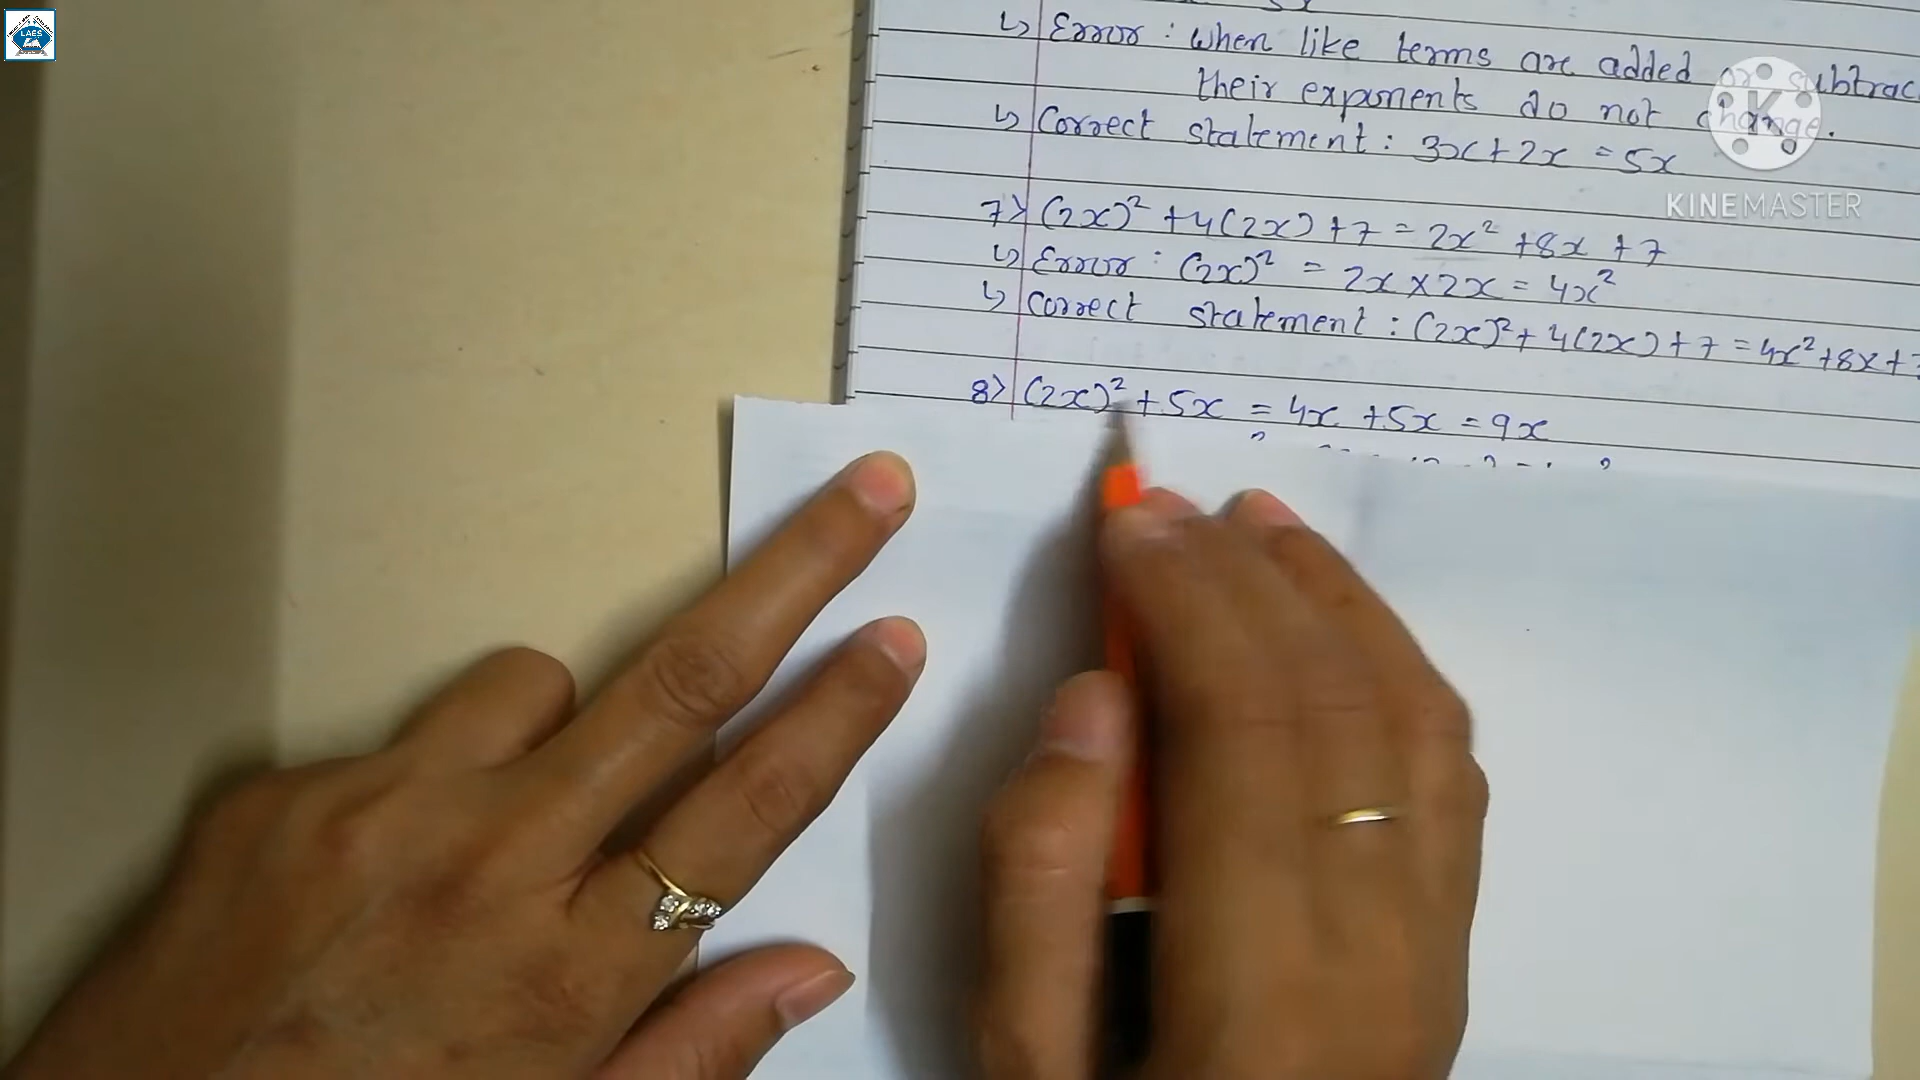 LAES
↳ Error : when like terms are added or subtrac
their exponents do not change.
↳ Correct statement : 3x + 2x = 5x
KINEMASTER
7> (2x)² + 4(2x) + 7 = 2x² + 8x + 7
↳ Error : (2x)² = 2x × 2x = 4x²
↳ Correct statement : (2x)² + 4(2x) + 7 = 4x² + 8x +
8> (2x)² + 5x = 4x + 5x = 9x